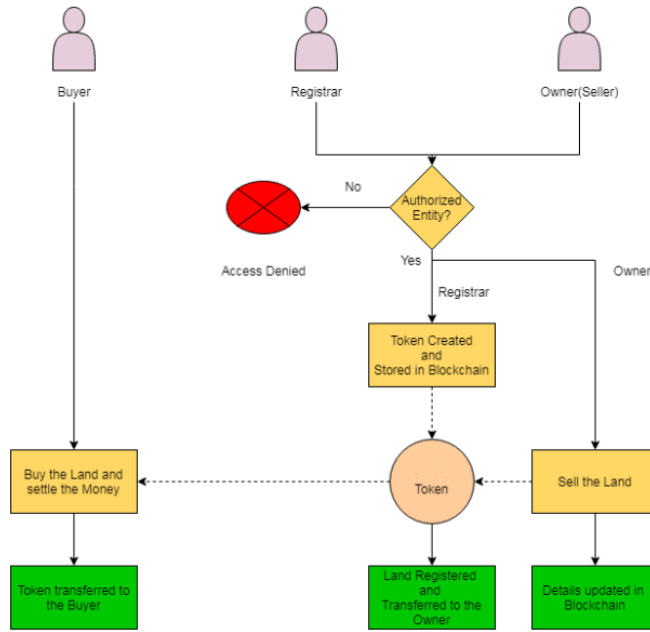 Buyer
Registrar
Owner(Seller)
No
Authorized
Entity?
Access Denied
Yes
Owner
Registrar
Token Created
and
Stored in Blockchain
Buy the Land and
settle the Money
Token
Sell the Land
Token transferred to
the Buyer
Land Registered
and
Transferred to the
Owner
Details updated in
Blockchain